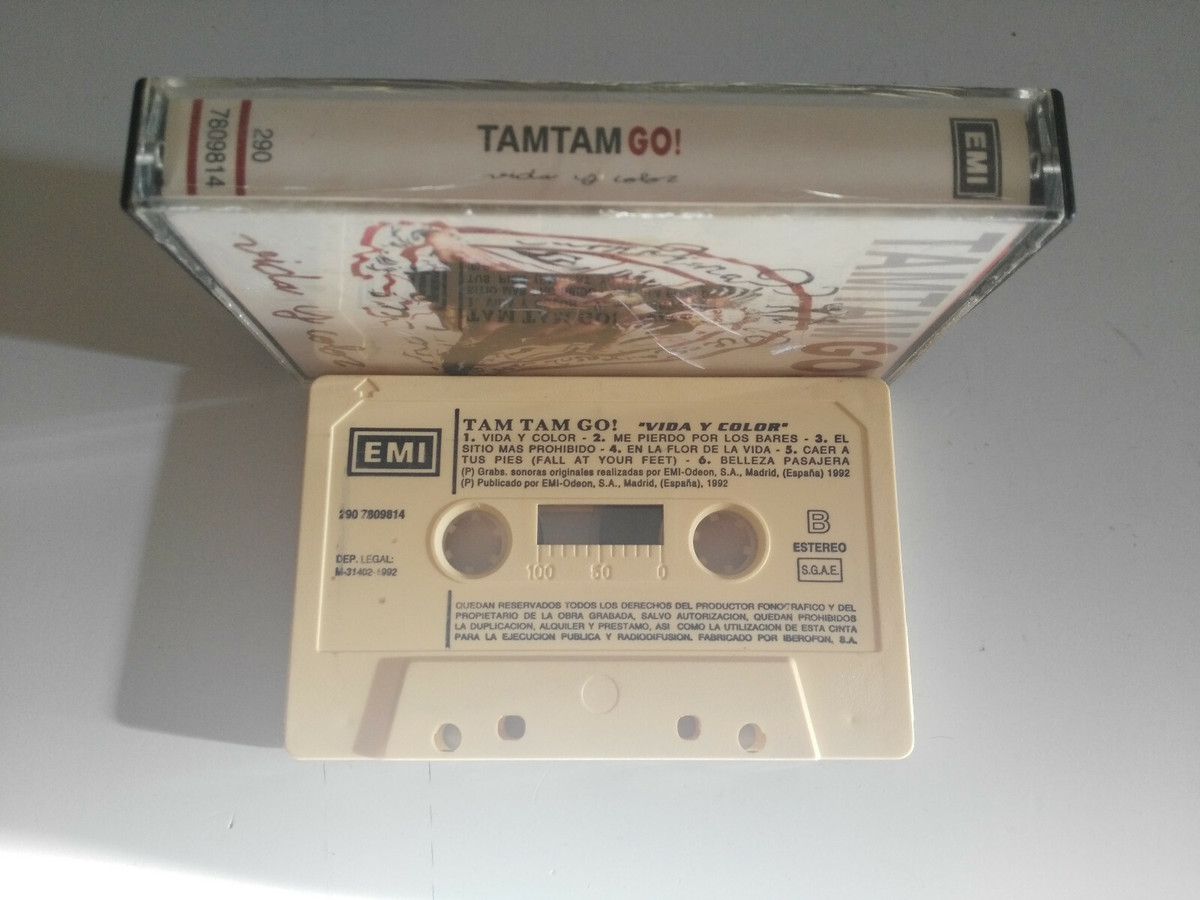 290
7809814
TAMTAM GO!
vida y color
EMI
TAMTAM GO
vida y color
EMI
TAM TAM GO! "VIDA Y COLOR"
1. VIDA Y COLOR - 2. ME PIERDO POR LOS BARES - 3. EL
SITIO MAS PROHIBIDO - 4. EN LA FLOR DE LA VIDA - 5. CAER A
TUS PIES (FALL AT YOUR FEET) - 6. BELLEZA PASAJERA
(P) Grabs. sonoras originales realizadas por EMI-Odeon, S.A., Madrid, (España) 1992
(P) Publicado por EMI-Odeon, S.A., Madrid, (España), 1992
290 7809814
DEP. LEGAL:
M-31402-1992
100 50 0
B
ESTEREO
S.G.A.E.
QUEDAN RESERVADOS TODOS LOS DERECHOS DEL PRODUCTOR FONOGRAFICO Y DEL
PROPIETARIO DE LA OBRA GRABADA, SALVO AUTORIZACION, QUEDAN PROHIBIDOS
LA DUPLICACION, ALQUILER Y PRESTAMO, ASI COMO LA UTILIZACION DE ESTA CINTA
PARA LA EJECUCION PUBLICA Y RADIODIFUSION. FABRICADO POR IBEROFON, S.A.